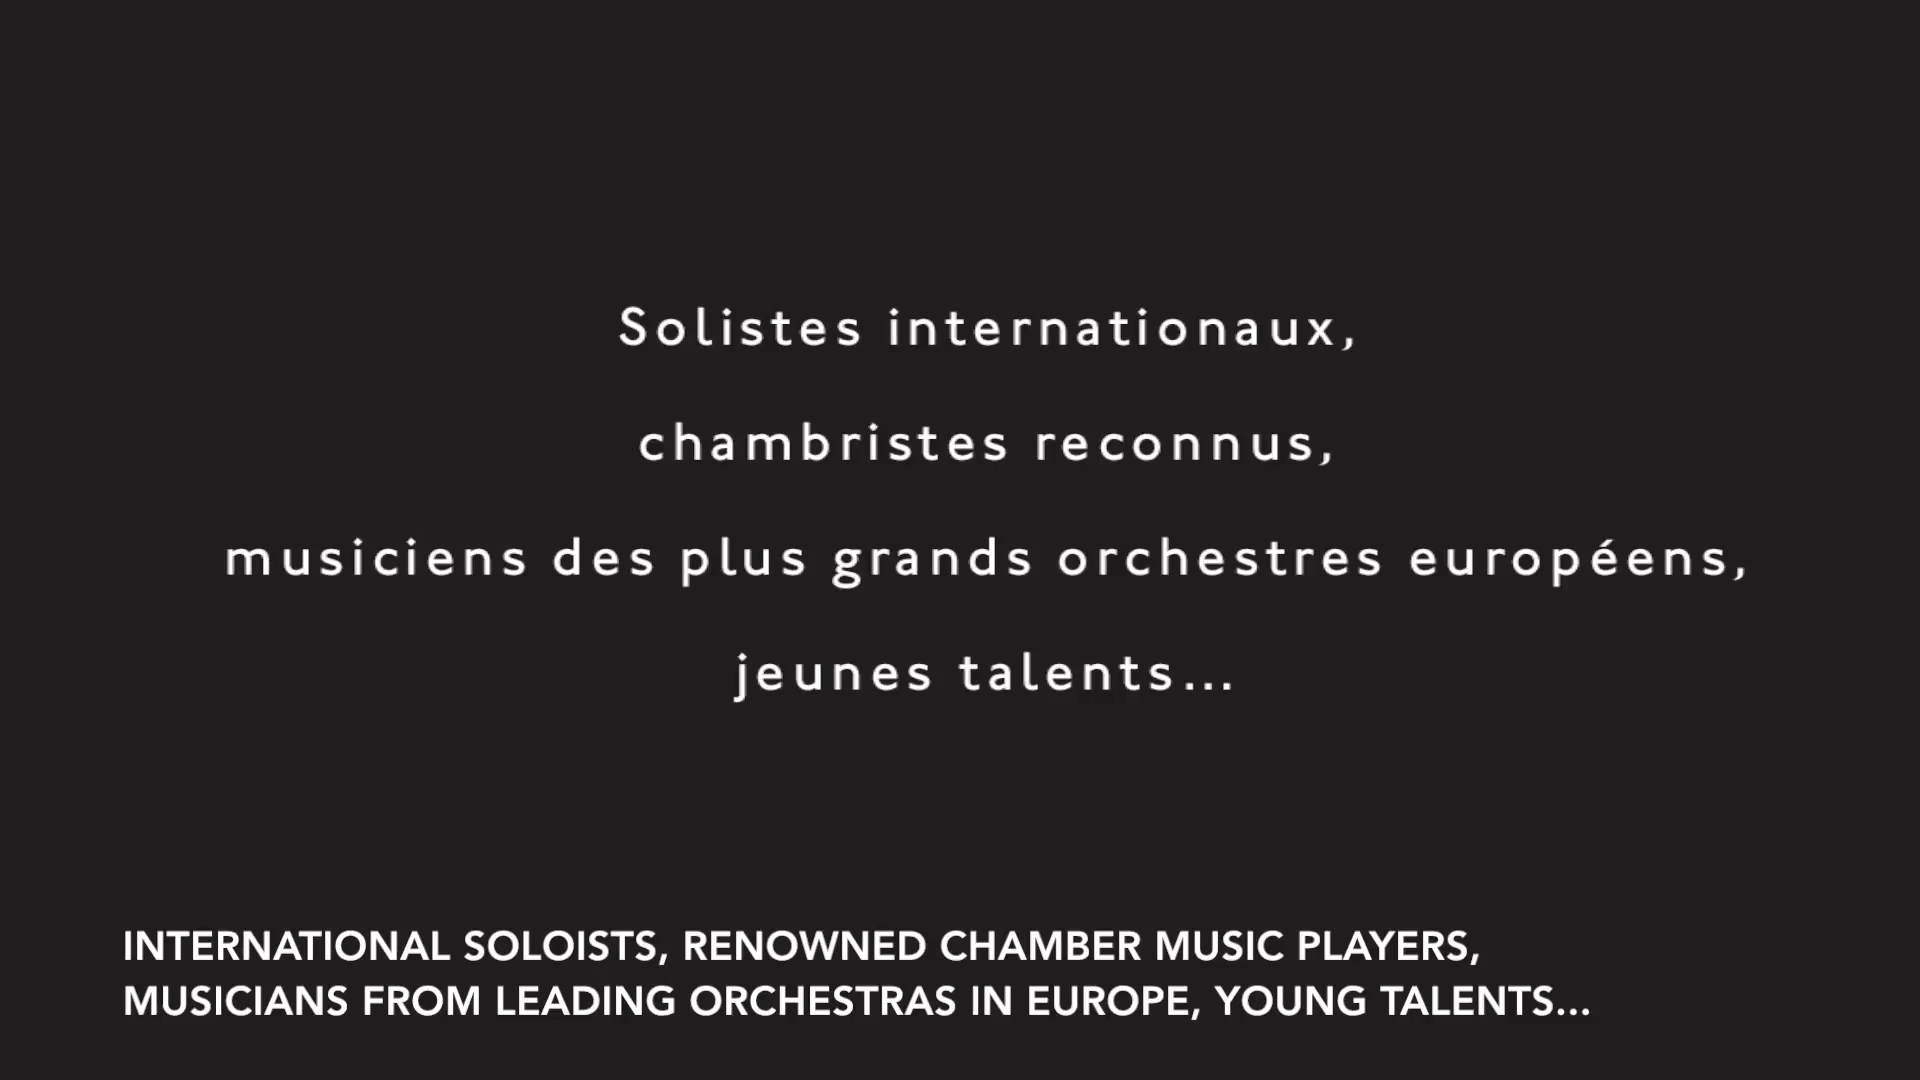 Solistes internationaux,
chambristes reconnus,
musiciens des plus grands orchestres européens,
jeunes talents...
INTERNATIONAL SOLOISTS, RENOWNED CHAMBER MUSIC PLAYERS,
MUSICIANS FROM LEADING ORCHESTRAS IN EUROPE, YOUNG TALENTS...